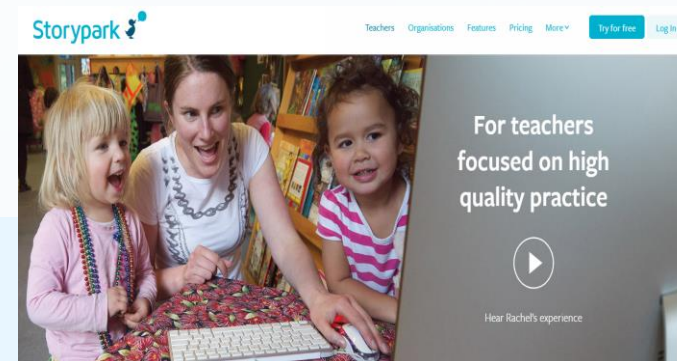 Storypark
Teachers Organisations Features Pricing More Try for free Log In
For teachers
focused on high
quality practice
Hear Rachel's experience